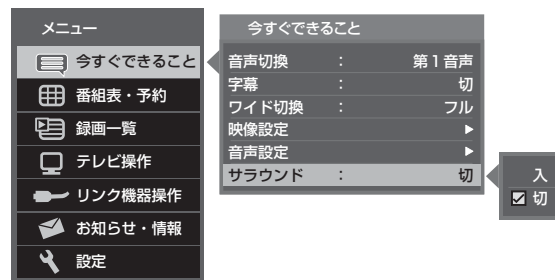 メニュー
今すぐできること
番組表・予約
録画一覧
テレビ操作
リンク機器操作
お知らせ・情報
設定
今すぐできること
音声切換 : 第1音声
字幕 : 切
ワイド切換 : フル
映像設定
音声設定
サラウンド : 切
入
切